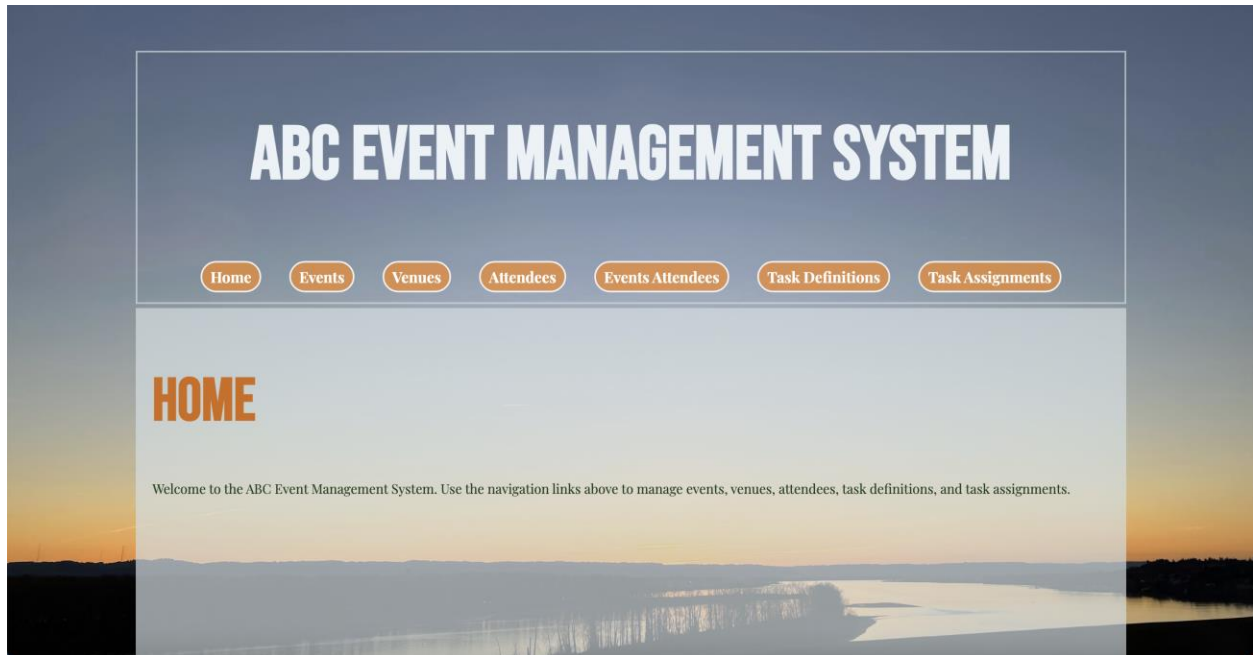 ABC EVENT MANAGEMENT SYSTEM
Home Events Venues Attendees Events Attendees Task Definitions Task Assignments
HOME
Welcome to the ABC Event Management System. Use the navigation links above to manage events, venues, attendees, task definitions, and task assignments.